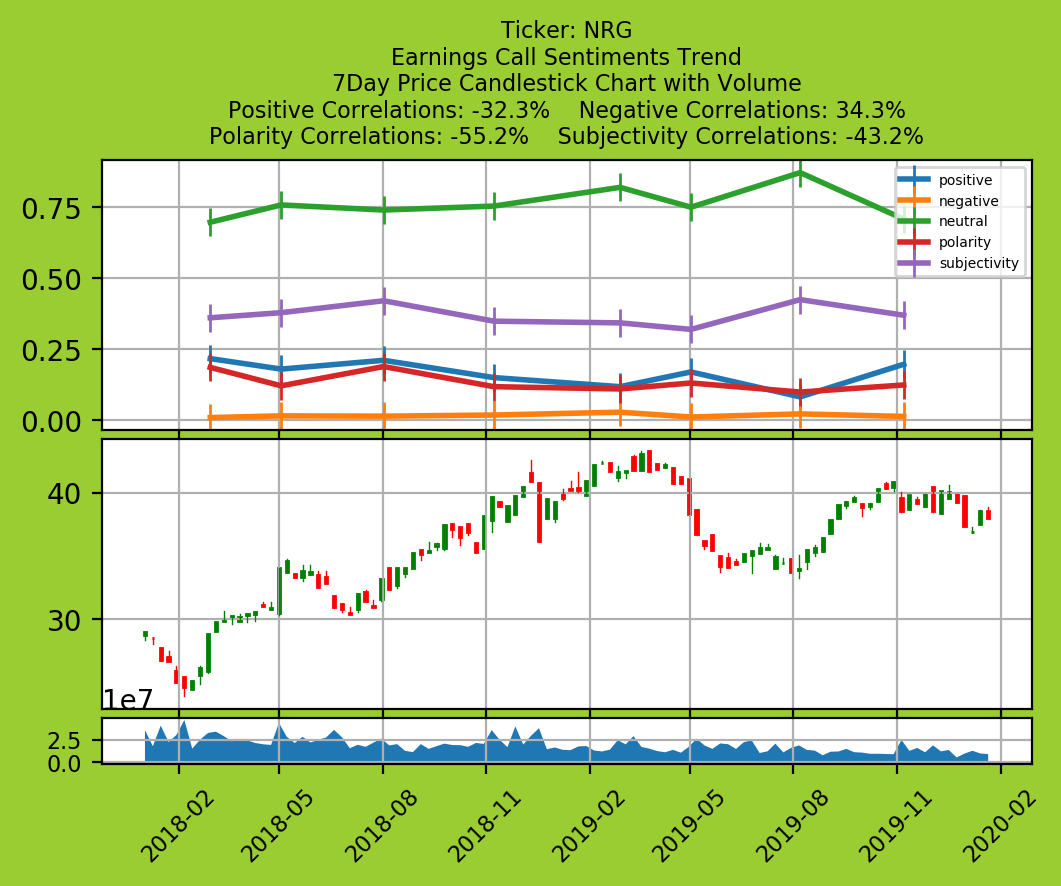 Ticker: NRG
Earnings Call Sentiments Trend
7Day Price Candlestick Chart with Volume
Positive Correlations: -32.3%    Negative Correlations: 34.3%
Polarity Correlations: -55.2%    Subjectivity Correlations: -43.2%
positive
negative
neutral
polarity
subjectivity
0.75
0.50
0.25
0.00
40
30
1e7
2.5
0.0
2018-02
2018-05
2018-08
2018-11
2019-02
2019-05
2019-08
2019-11
2020-02